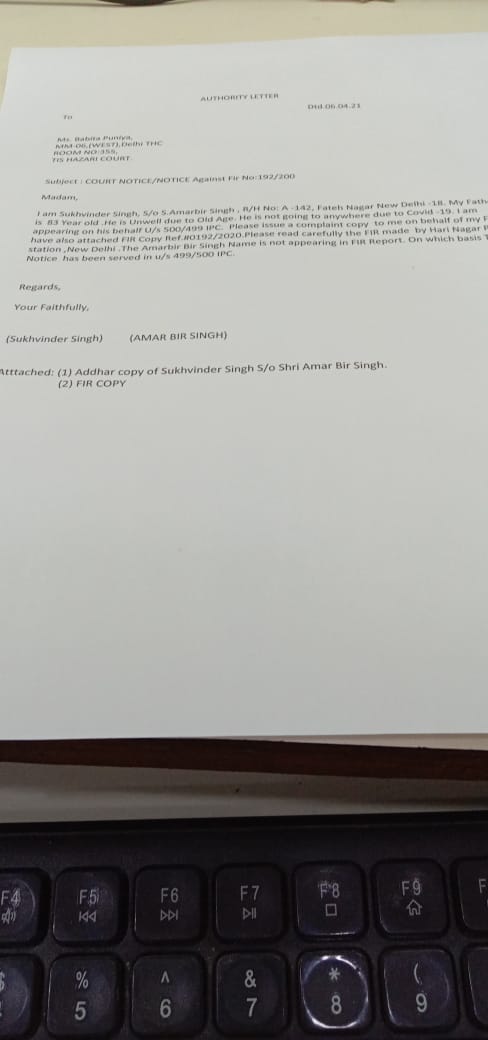 AUTHORITY LETTER
Dtd.06.04.21
To
Ms. Babita Puniya,
MM-06,(WEST),Delhi THC
ROOM NO:355,
TIS HAZARI COURT.
Subject : COURT NOTICE/NOTICE Against Fir No:192/200
Madam,
I am Sukhvinder Singh, S/o S.Amarbir Singh , R/H No: A -142, Fateh Nagar New Delhi -18. My Fath
is 83 Year old .He is Unwell due to Old Age. He is not going to anywhere due to Covid -19. I am
appearing on his behalf U/s 500/499 IPC. Please issue a complaint copy to me on behalf of my F
have also attached FIR Copy Ref.#0192/2020.Please read carefully the FIR made by Hari Nagar P
station ,New Delhi .The Amarbir Bir Singh Name is not appearing in FIR Report. On which basis T
Notice has been served in u/s 499/500 IPC.
Regards,
Your Faithfully,
(Sukhvinder Singh) (AMAR BIR SINGH)
Atttached: (1) Addhar copy of Sukhvinder Singh S/o Shri Amar Bir Singh.
(2) FIR COPY
F4 F5 F6 F7 F8 F9 F
% ^ & * (
5 6 7 8 9